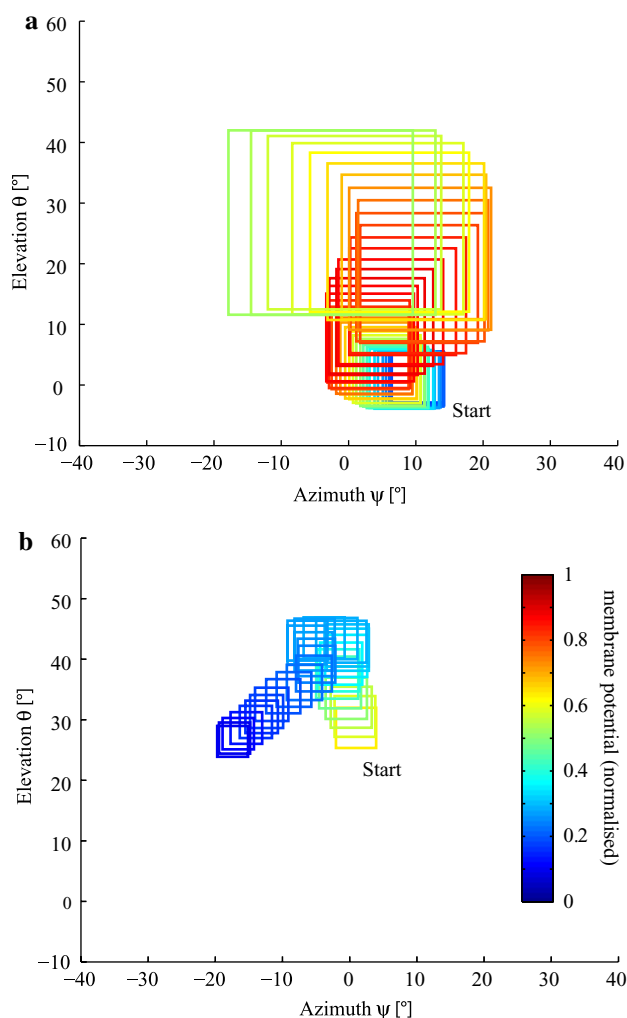 a
60
50
40
30
20
10
0
−10
Elevation θ [°]
Start
−40 −30 −20 −10 0 10 20 30 40
Azimuth ψ [°]
b
60
50
40
30
20
10
0
−10
Elevation θ [°]
Start
1
0.8
0.6
0.4
0.2
0
membrane potential (normalised)
−40 −30 −20 −10 0 10 20 30 40
Azimuth ψ [°]